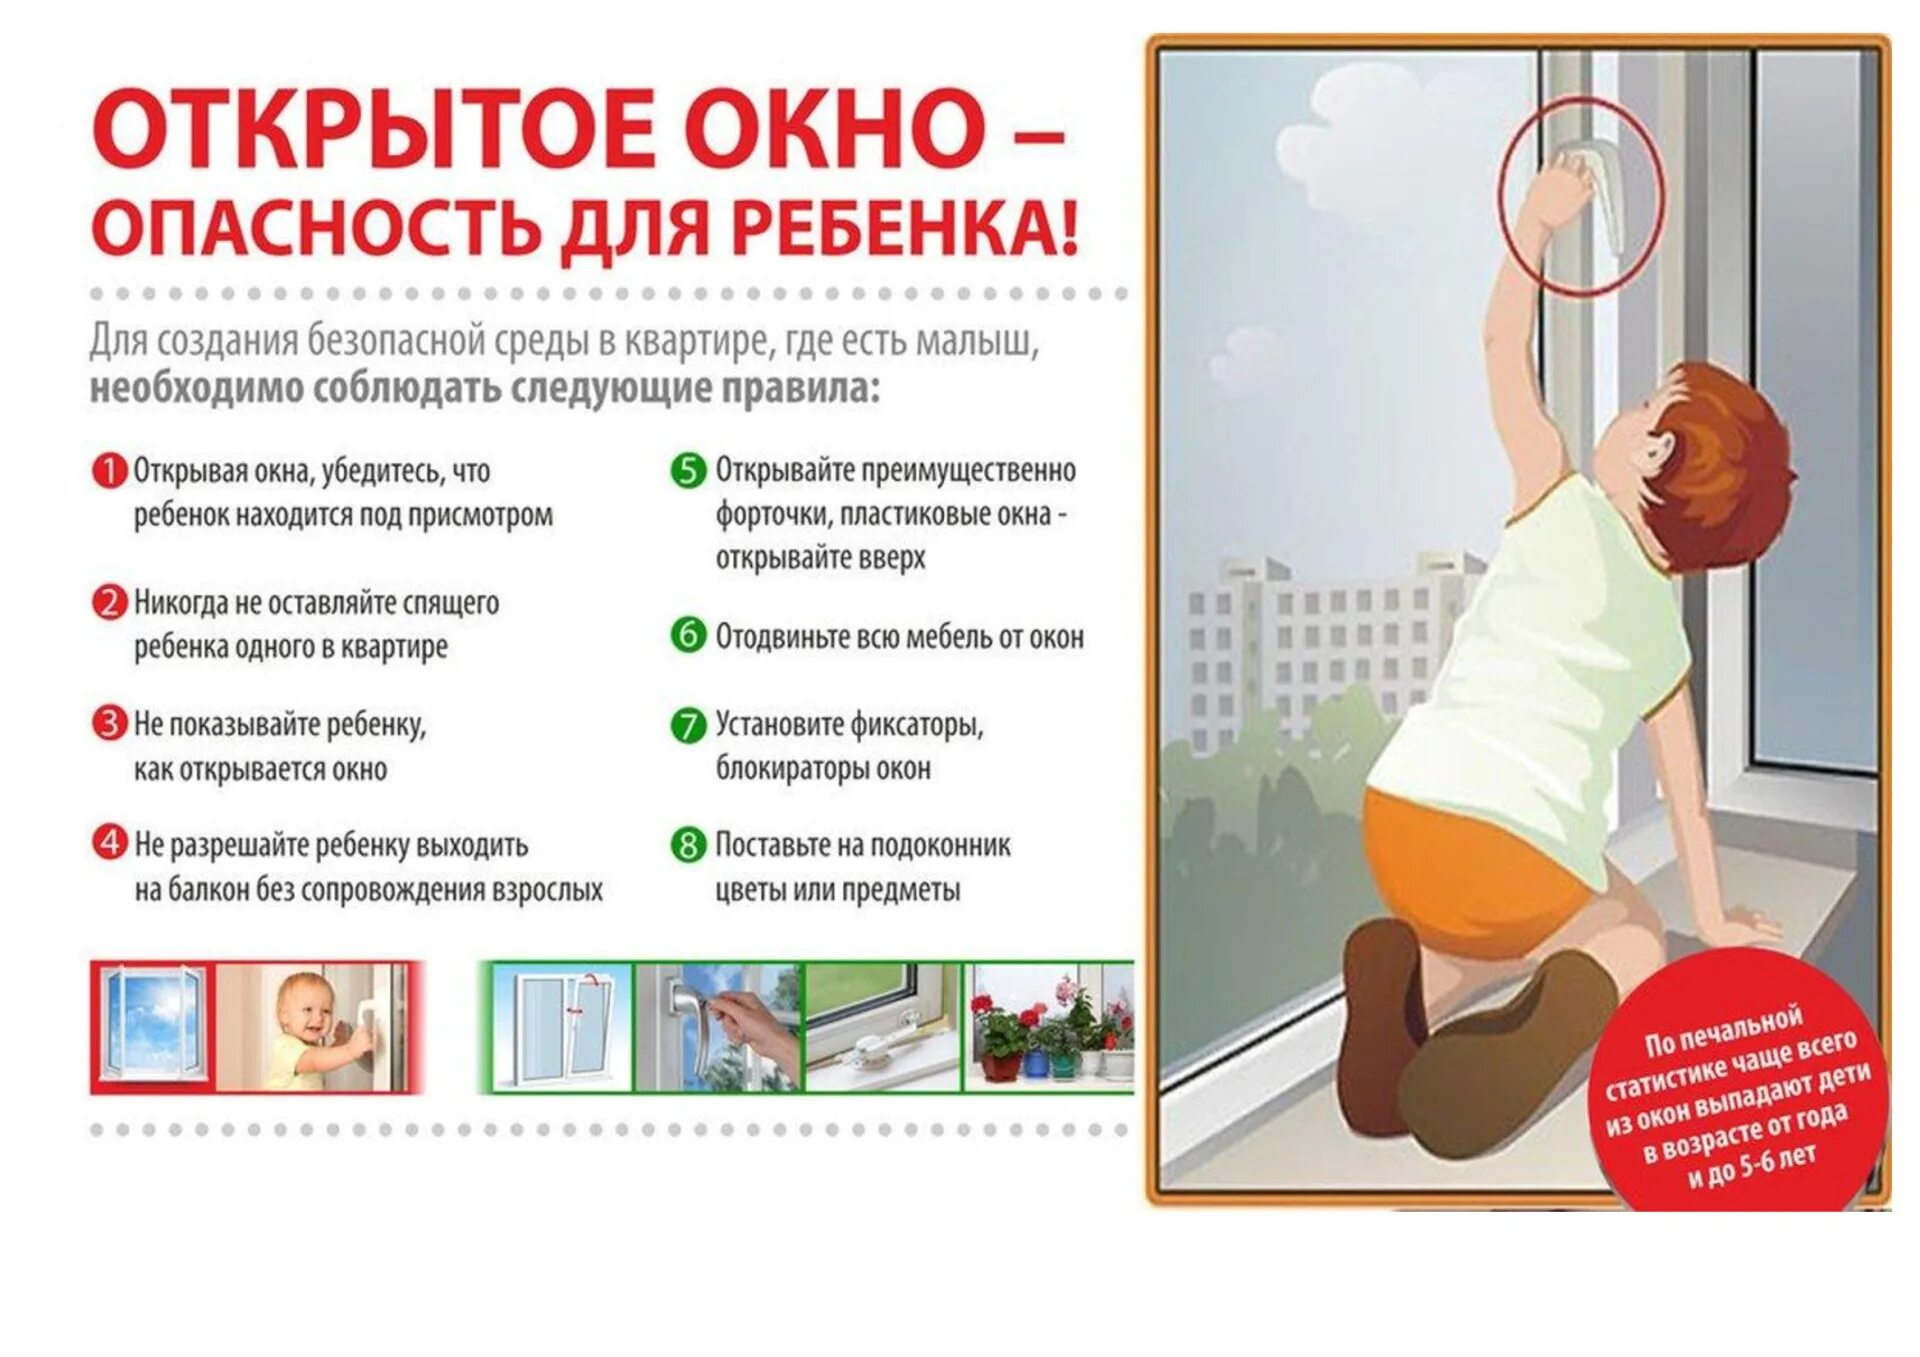 ОТКРЫТОЕ ОКНО –
ОПАСНОСТЬ ДЛЯ РЕБЕНКА!
Для создания безопасной среды в квартире, где есть малыш,
необходимо соблюдать следующие правила:
1 Открывая окна, убедитесь, что
ребенок находится под присмотром
2 Никогда не оставляйте спящего
ребенка одного в квартире
3 Не показывайте ребенку,
как открывается окно
4 Не разрешайте ребенку выходить
на балкон без сопровождения взрослых
5 Открывайте преимущественно
форточки, пластиковые окна -
открывайте вверх
6 Отодвиньте всю мебель от окон
7 Установите фиксаторы,
блокираторы окон
8 Поставьте на подоконник
цветы или предметы
По печальной
статистике чаще всего
из окон выпадают дети
в возрасте от года
и до 5-6 лет